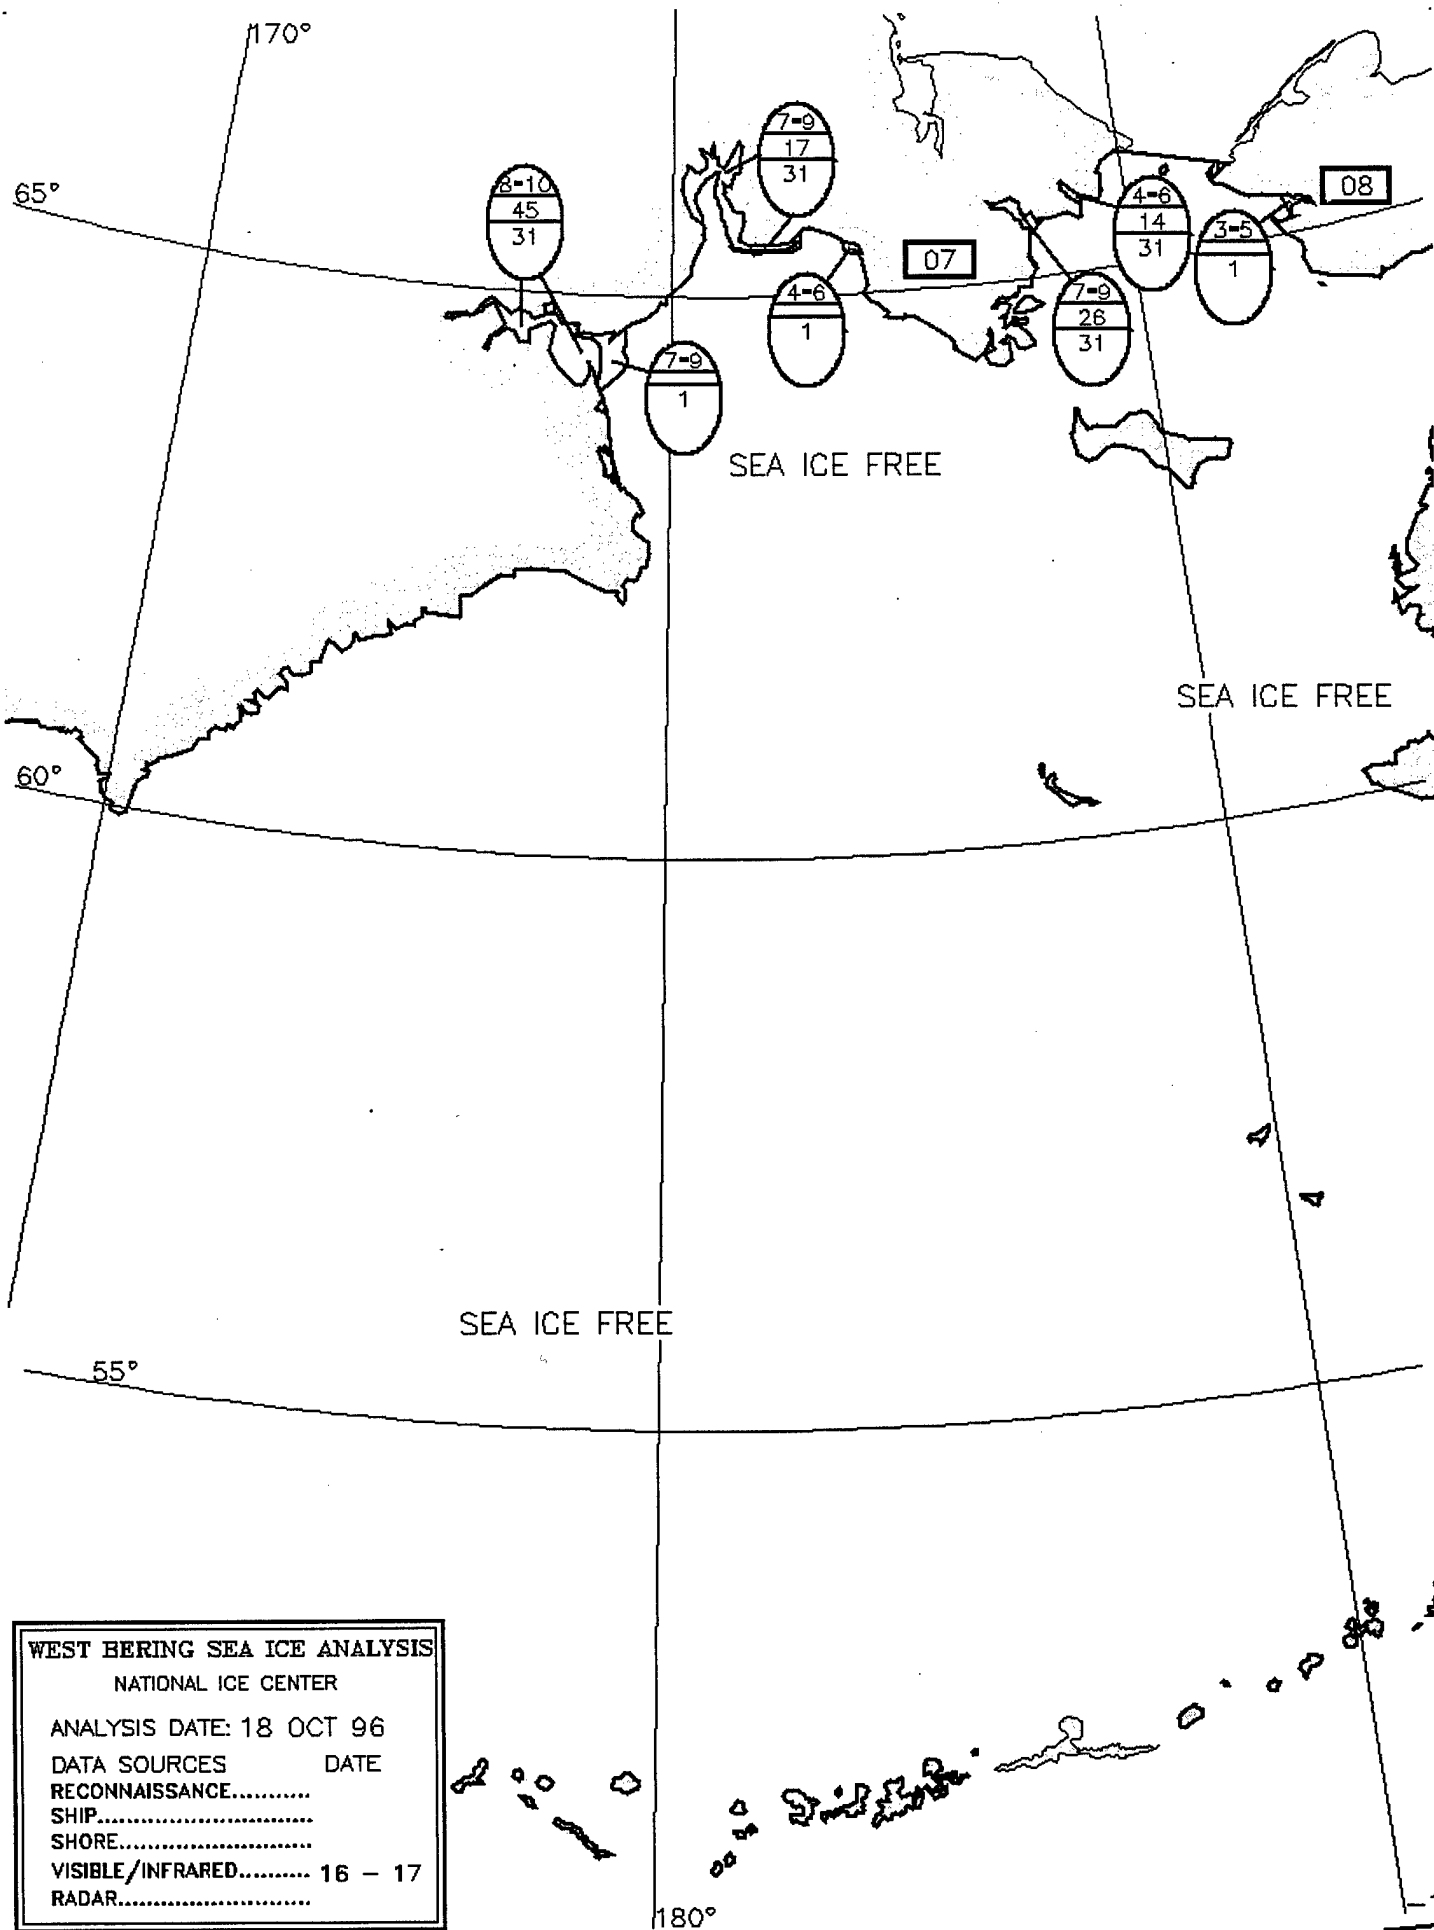 170°
7-9
17
31
65°
8-10
45
31
08
4-6
14
31
3-5
1
07
4-6
1
7-9
26
31
7-9
1
SEA ICE FREE
SEA ICE FREE
60°
SEA ICE FREE
55°
WEST BERING SEA ICE ANALYSIS
NATIONAL ICE CENTER
ANALYSIS DATE: 18 OCT 96
DATA SOURCES DATE
RECONNAISSANCE...........
SHIP...........................
SHORE........................
VISIBLE/INFRARED.......... 16 - 17
RADAR........................
180°